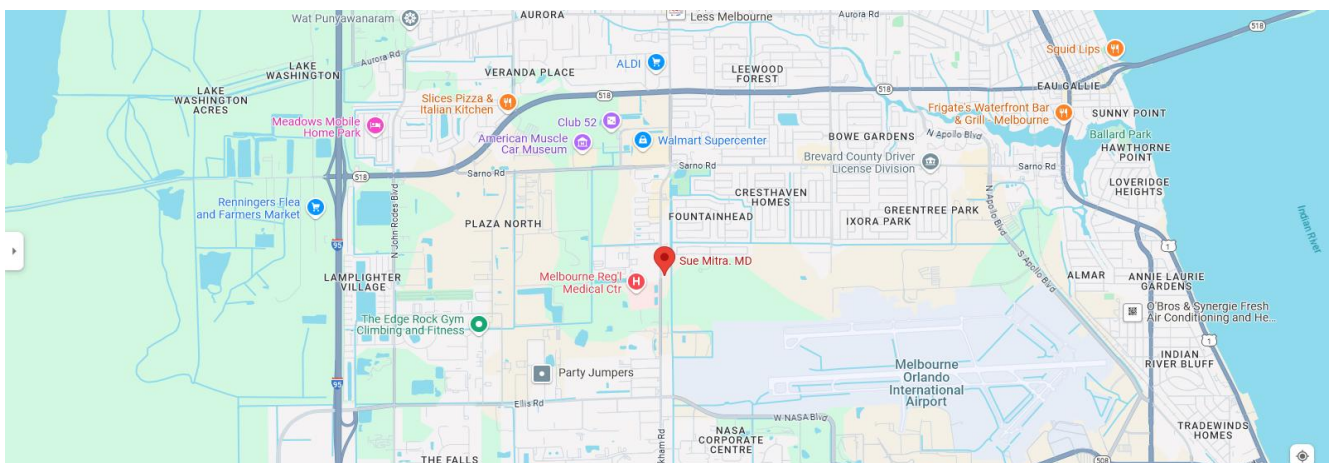 Wat Punyawanaram
AURORA
Less Melbourne
Aurora Rd
518
Squid Lips
Aurora Rd
LAKE
WASHINGTON
LAKE
WASHINGTON
ACRES
VERANDA PLACE
ALDI
LEEWOOD
FOREST
518
EAU GALLIE
518
Slices Pizza &
Italian Kitchen
Frigate's Waterfront Bar
& Grill - Melbourne
SUNNY POINT
Meadows Mobile
Home Park
Club 52
American Muscle
Car Museum
Walmart Supercenter
BOWE GARDENS
N Apollo Blvd
Ballard Park
HAWTHORNE
POINT
Sarno Rd
Sarno Rd
Sarno Rd
Brevard County Driver
License Division
518
CRESTHAVEN
HOMES
LOVERIDGE
HEIGHTS
Renningers Flea
and Farmers Market
N John Rodes Blvd
PLAZA NORTH
FOUNTAINHEAD
GREENTREE PARK
IXORA PARK
N Apollo Blvd
Indian River
95
1
Sue Mitra. MD
S Apollo Blvd
LAMPLIGHTER
VILLAGE
Melbourne Reg'l
Medical Ctr
H
ALMAR
ANNIE LAURIE
GARDENS
The Edge Rock Gym
Climbing and Fitness
O'Bros & Synergie Fresh
Air Conditioning and He...
1
Melbourne
Orlando
International
Airport
INDIAN
RIVER BLUFF
95
Party Jumpers
Ellis Rd
W NASA Blvd
NASA
CORPORATE
CENTRE
TRADEWINDS
HOMES
THE FALLS
508